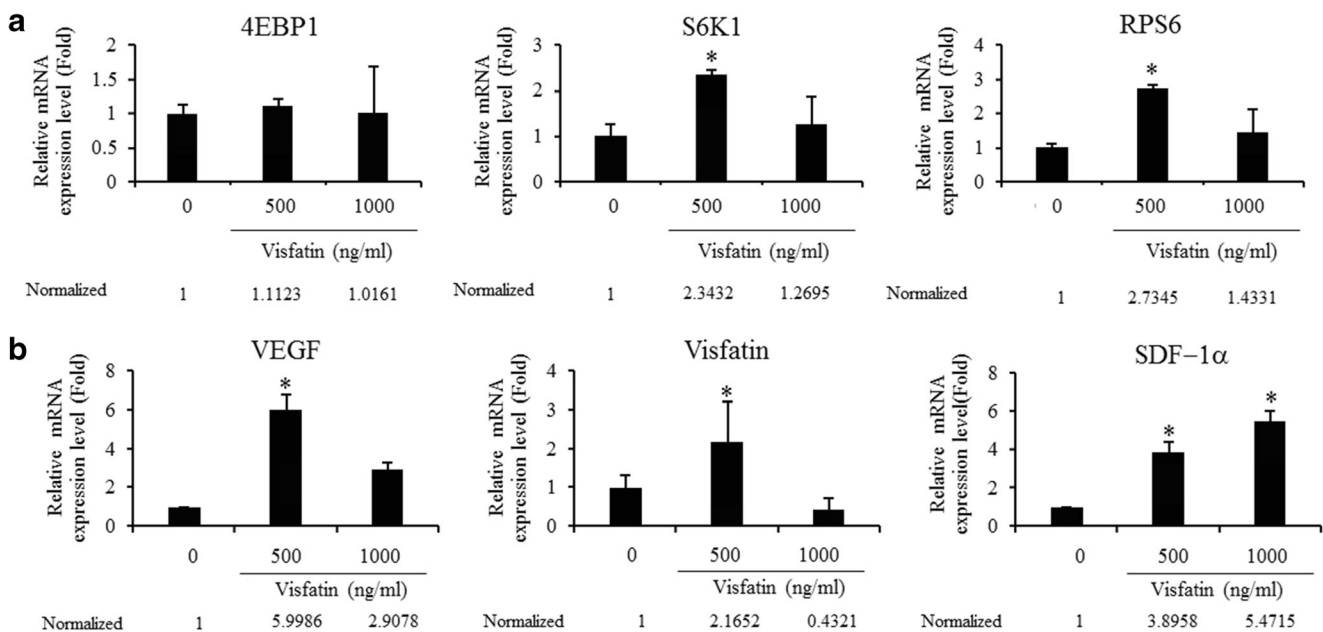 a
4EBP1
Relative mRNA
expression level (Fold)
2
1.5
1
0.5
0
0 500 1000
Visfatin (ng/ml)
Normalized 1 1.1123 1.0161
S6K1
*
Relative mRNA
expression level (Fold)
3
2
1
0
0 500 1000
Visfatin (ng/ml)
Normalized 1 2.3432 1.2695
RPS6
*
Relative mRNA
expression level (Fold)
4
3
2
1
0
0 500 1000
Visfatin (ng/ml)
Normalized 1 2.7345 1.4331
b
VEGF
*
Relative mRNA
expression level (Fold)
8
6
4
2
0
0 500 1000
Visfatin (ng/ml)
Normalized 1 5.9986 2.9078
Visfatin
*
Relative mRNA
expression level (Fold)
4
3
2
1
0
0 500 1000
Visfatin (ng/ml)
Normalized 1 2.1652 0.4321
SDF−1α
* *
Relative mRNA
expression level(Fold)
8
6
4
2
0
0 500 1000
Visfatin (ng/ml)
Normalized 1 3.8958 5.4715